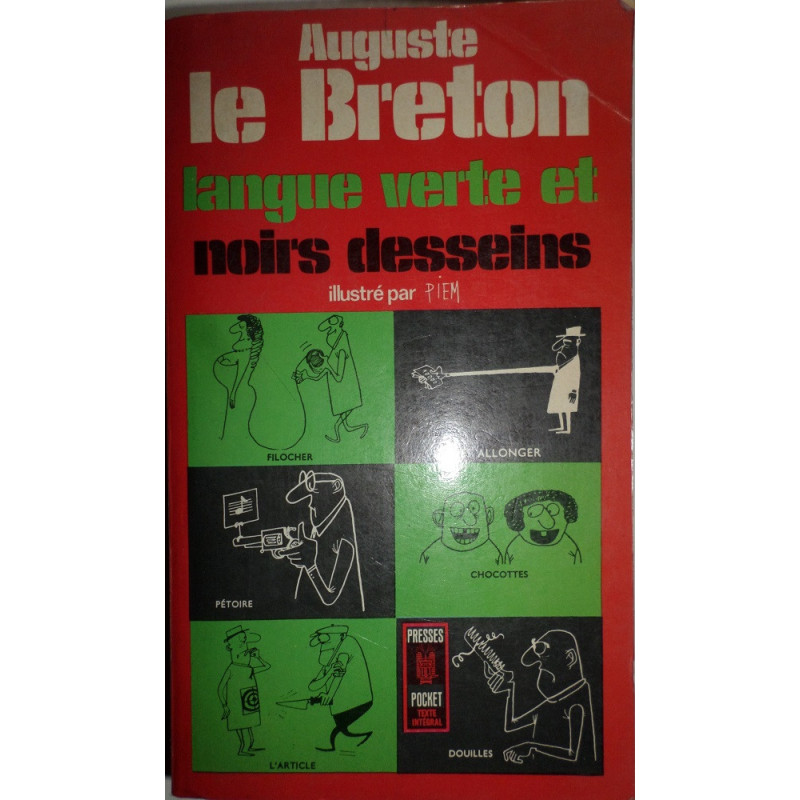 Auguste
le Breton
langue verte et
noirs desseins
illustré par PIEM
FILOCHER
ALLONGER
PÉTOIRE
CHOCOTTES
L'ARTICLE
PRESSES
POCKET
TEXTE
INTÉGRAL
DOUILLES